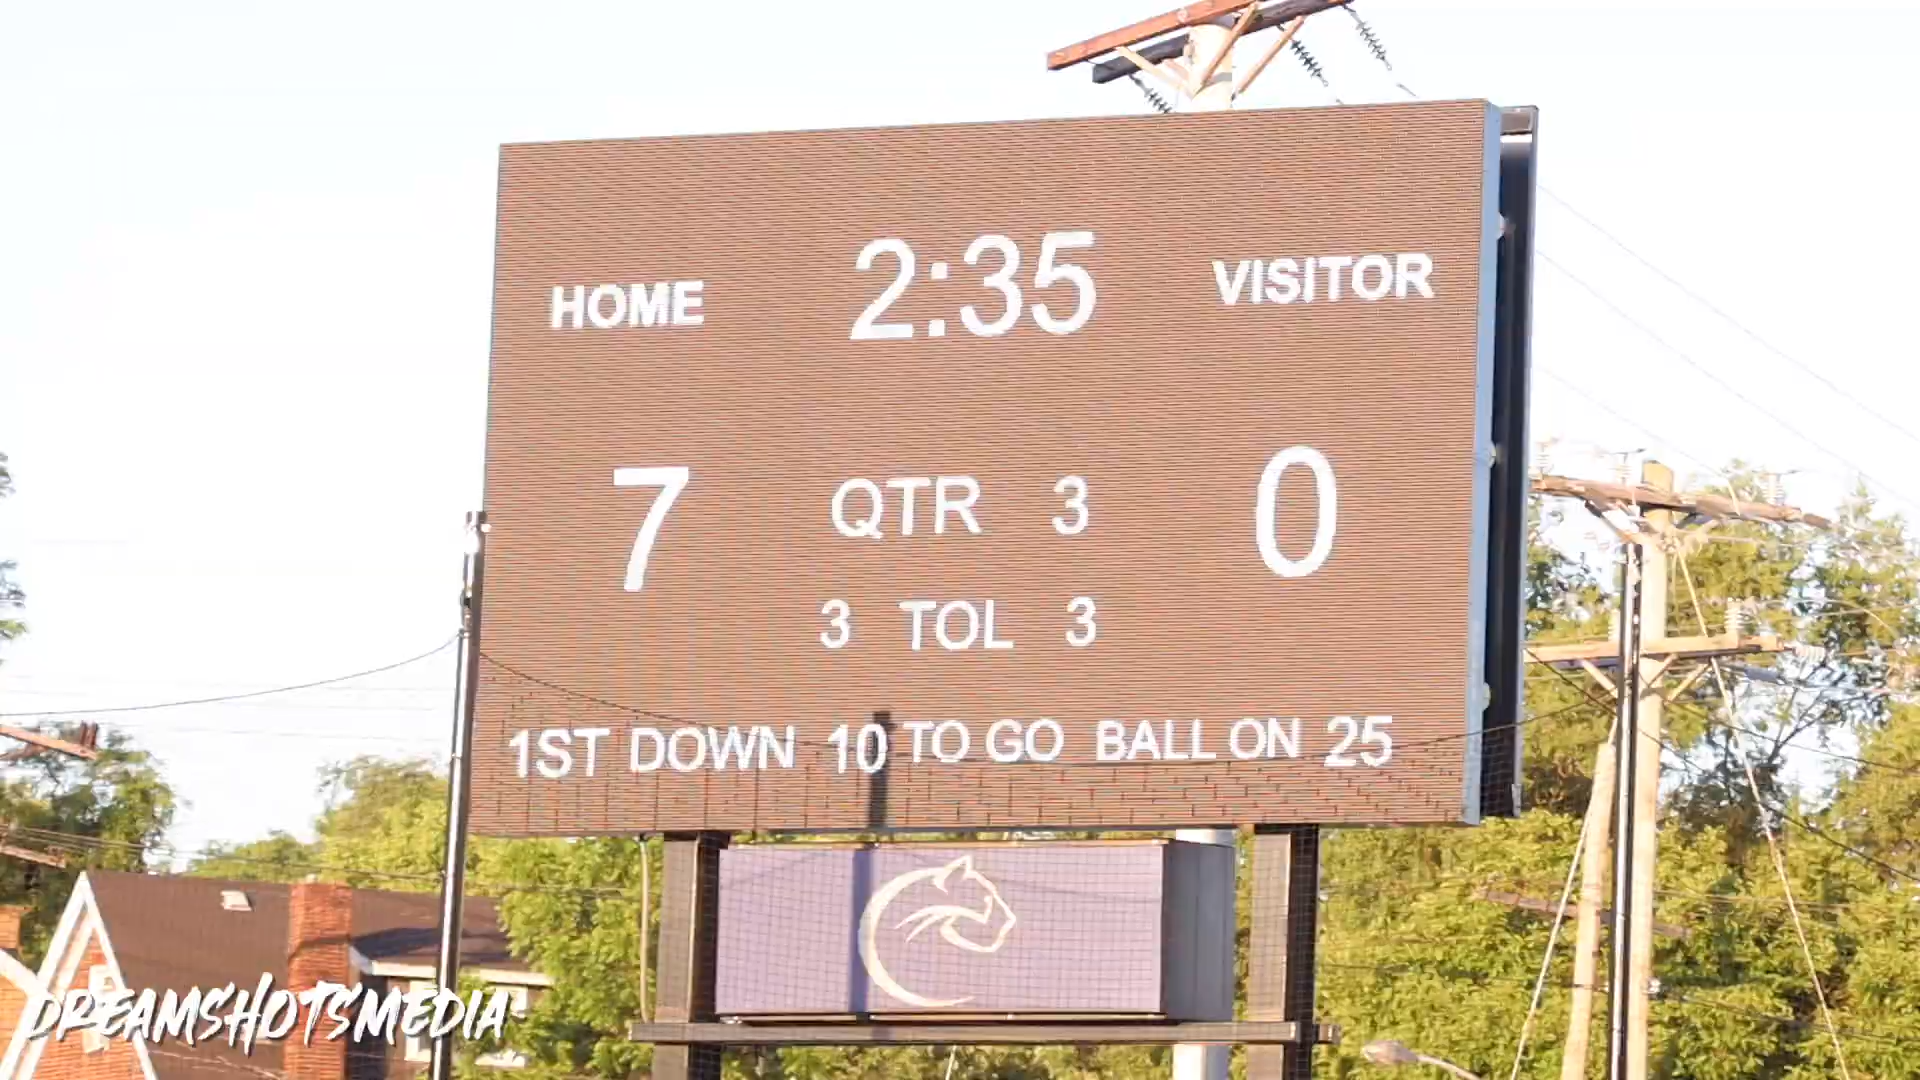 HOME 2:35 VISITOR
7 QTR 3 0
3 TOL 3
1ST DOWN 10 TO GO BALL ON 25
DREAMSHOTSMEDIA